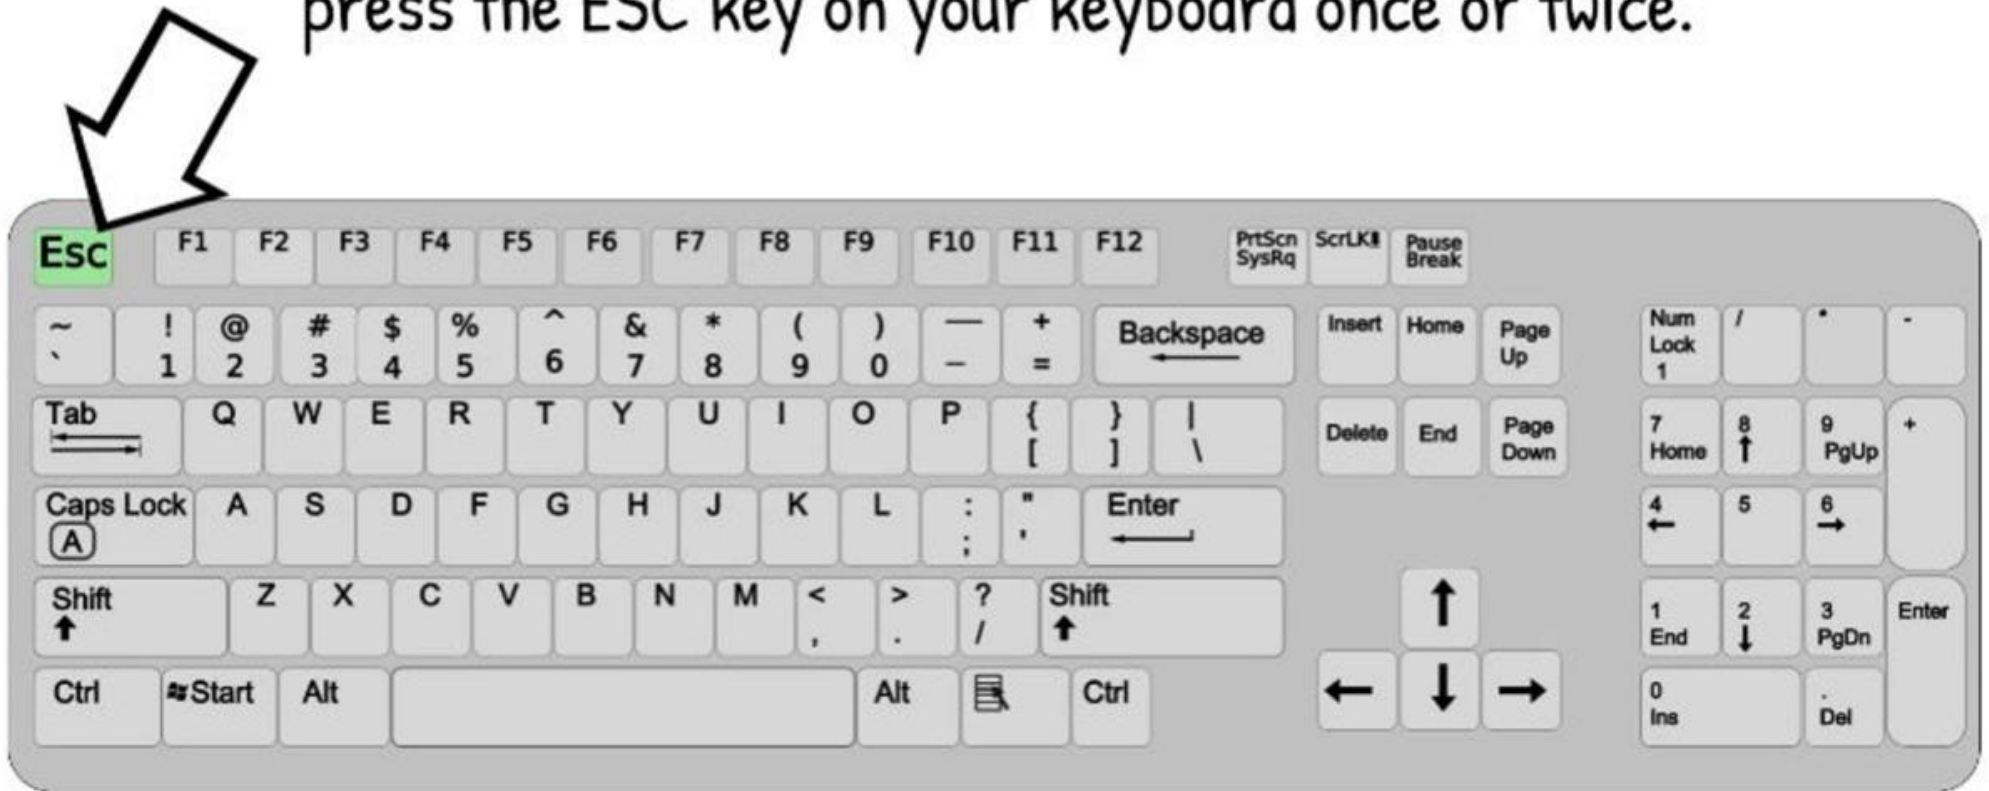 press the ESC key on your keyboard once or twice.
Esc F1 F2 F3 F4 F5 F6 F7 F8 F9 F10 F11 F12 PrtScn ScrLK Pause
SysRq Break
~ ! @ # $ % ^ & * ( ) — + Backspace Insert Home Page Up Num Lock / * -
` 1 2 3 4 5 6 7 8 9 0 – = 1
Tab Q W E R T Y U I O P { } | Delete End Page Down 7 8 9 +
[ ] \ Home ↑ PgUp
Caps Lock A S D F G H J K L : " Enter 4 5 6
A ; ' ← →
Shift Z X C V B N M < > ? Shift ↑ 1 2 3 Enter
, . / End ↓ PgDn
Ctrl Start Alt Alt Ctrl ← ↓ → 0 .
Ins Del